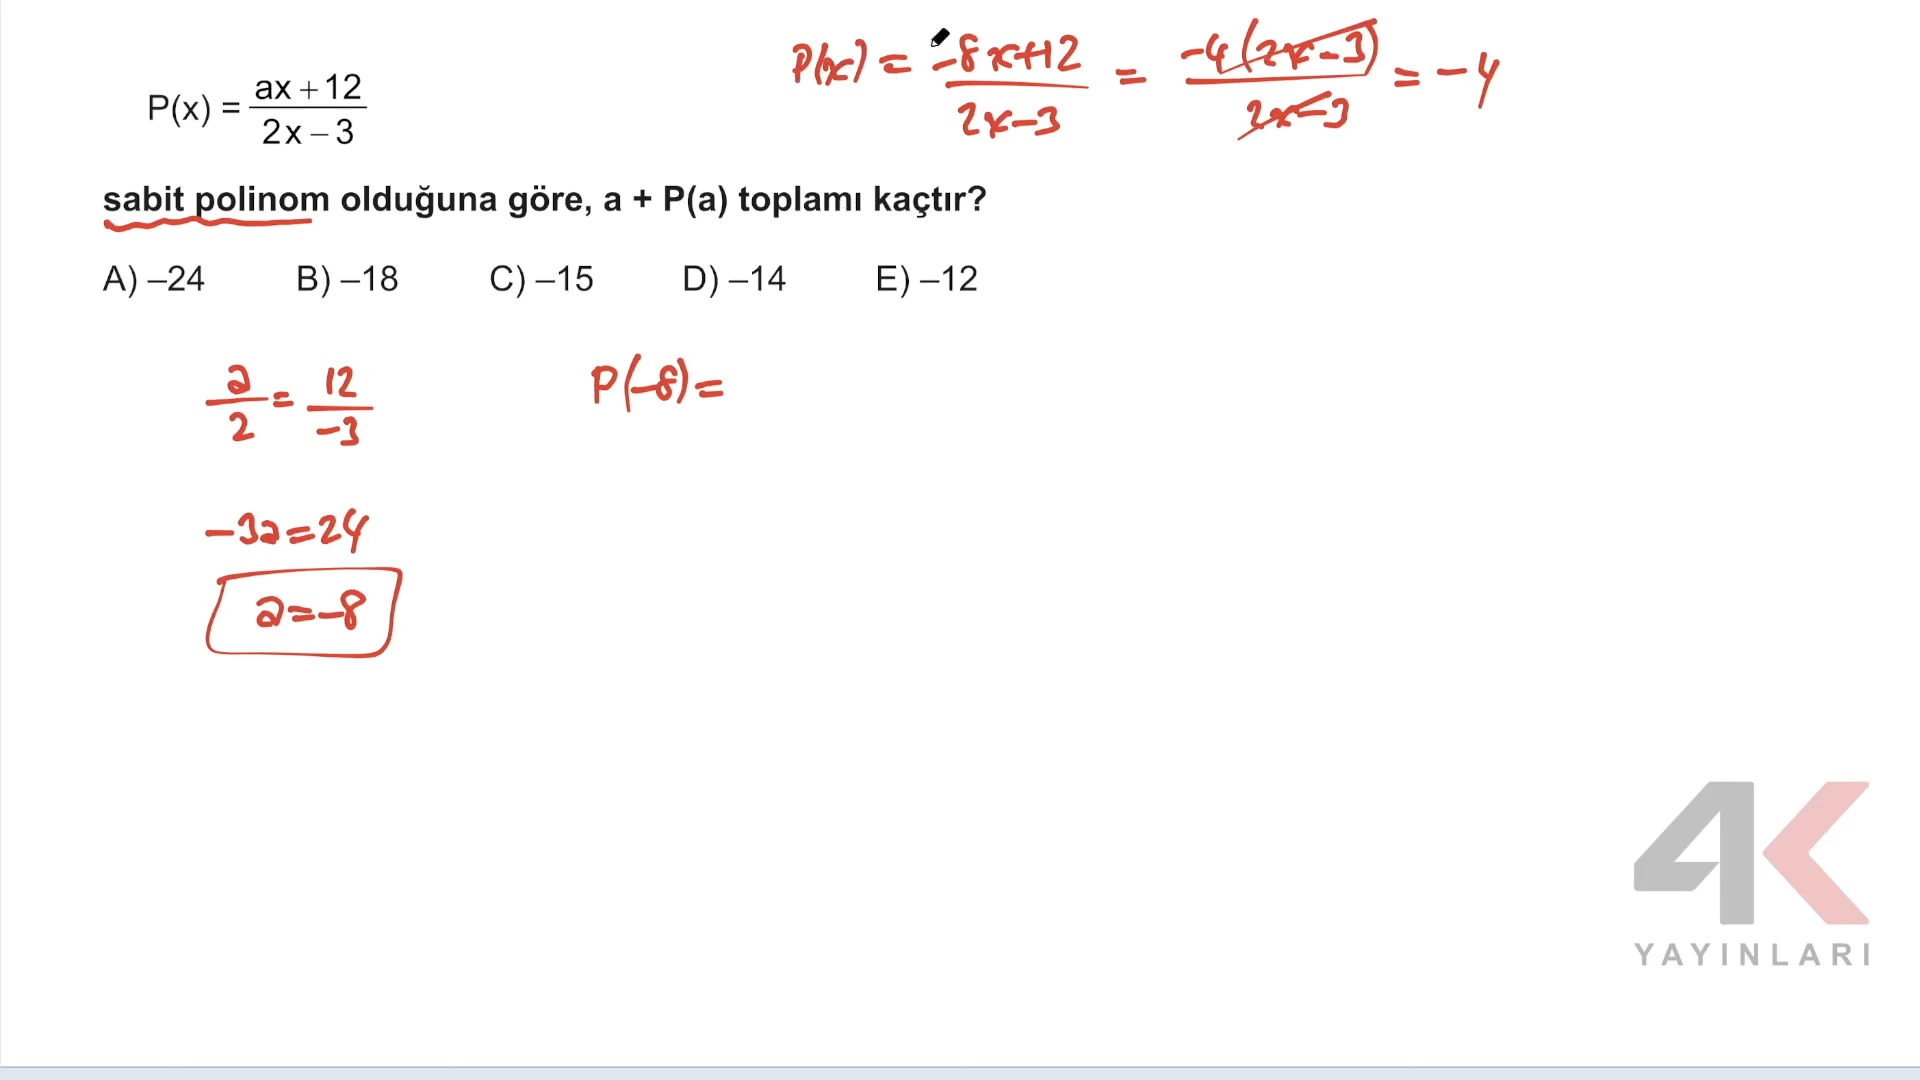 P(x) = ax + 12 / 2x – 3
P(x) = -8x+12 / 2x-3 = -4(2x-3) / 2x-3 = -4
sabit polinom olduğuna göre, a + P(a) toplamı kaçtır?
A) –24 B) –18 C) –15 D) –14 E) –12
a/2 = 12/-3
P(-8) =
-3a = 24
a = -8
4K
YAYINLARI